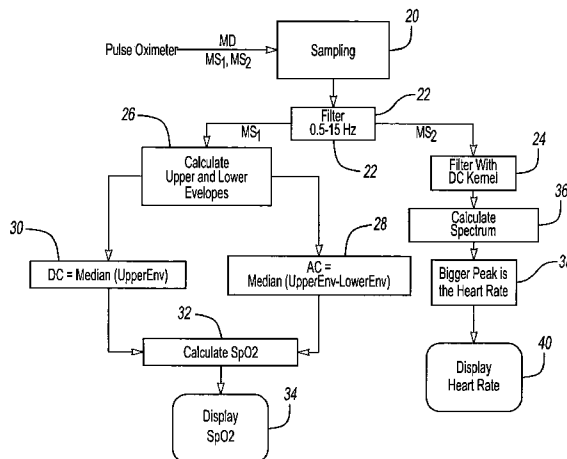 20
Pulse Oximeter
MD
MS1, MS2
Sampling
22
Filter
0.5-15 Hz
22
26
MS1
MS2
24
Calculate
Upper and Lower
Evelopes
Filter With
DC Kernel
36
Calculate
Spectrum
30
28
DC = Median (UpperEnv)
AC =
Median (UpperEnv-LowerEnv)
Bigger Peak is
the Heart Rate
32
Calculate SpO2
40
Display
Heart Rate
34
Display
SpO2